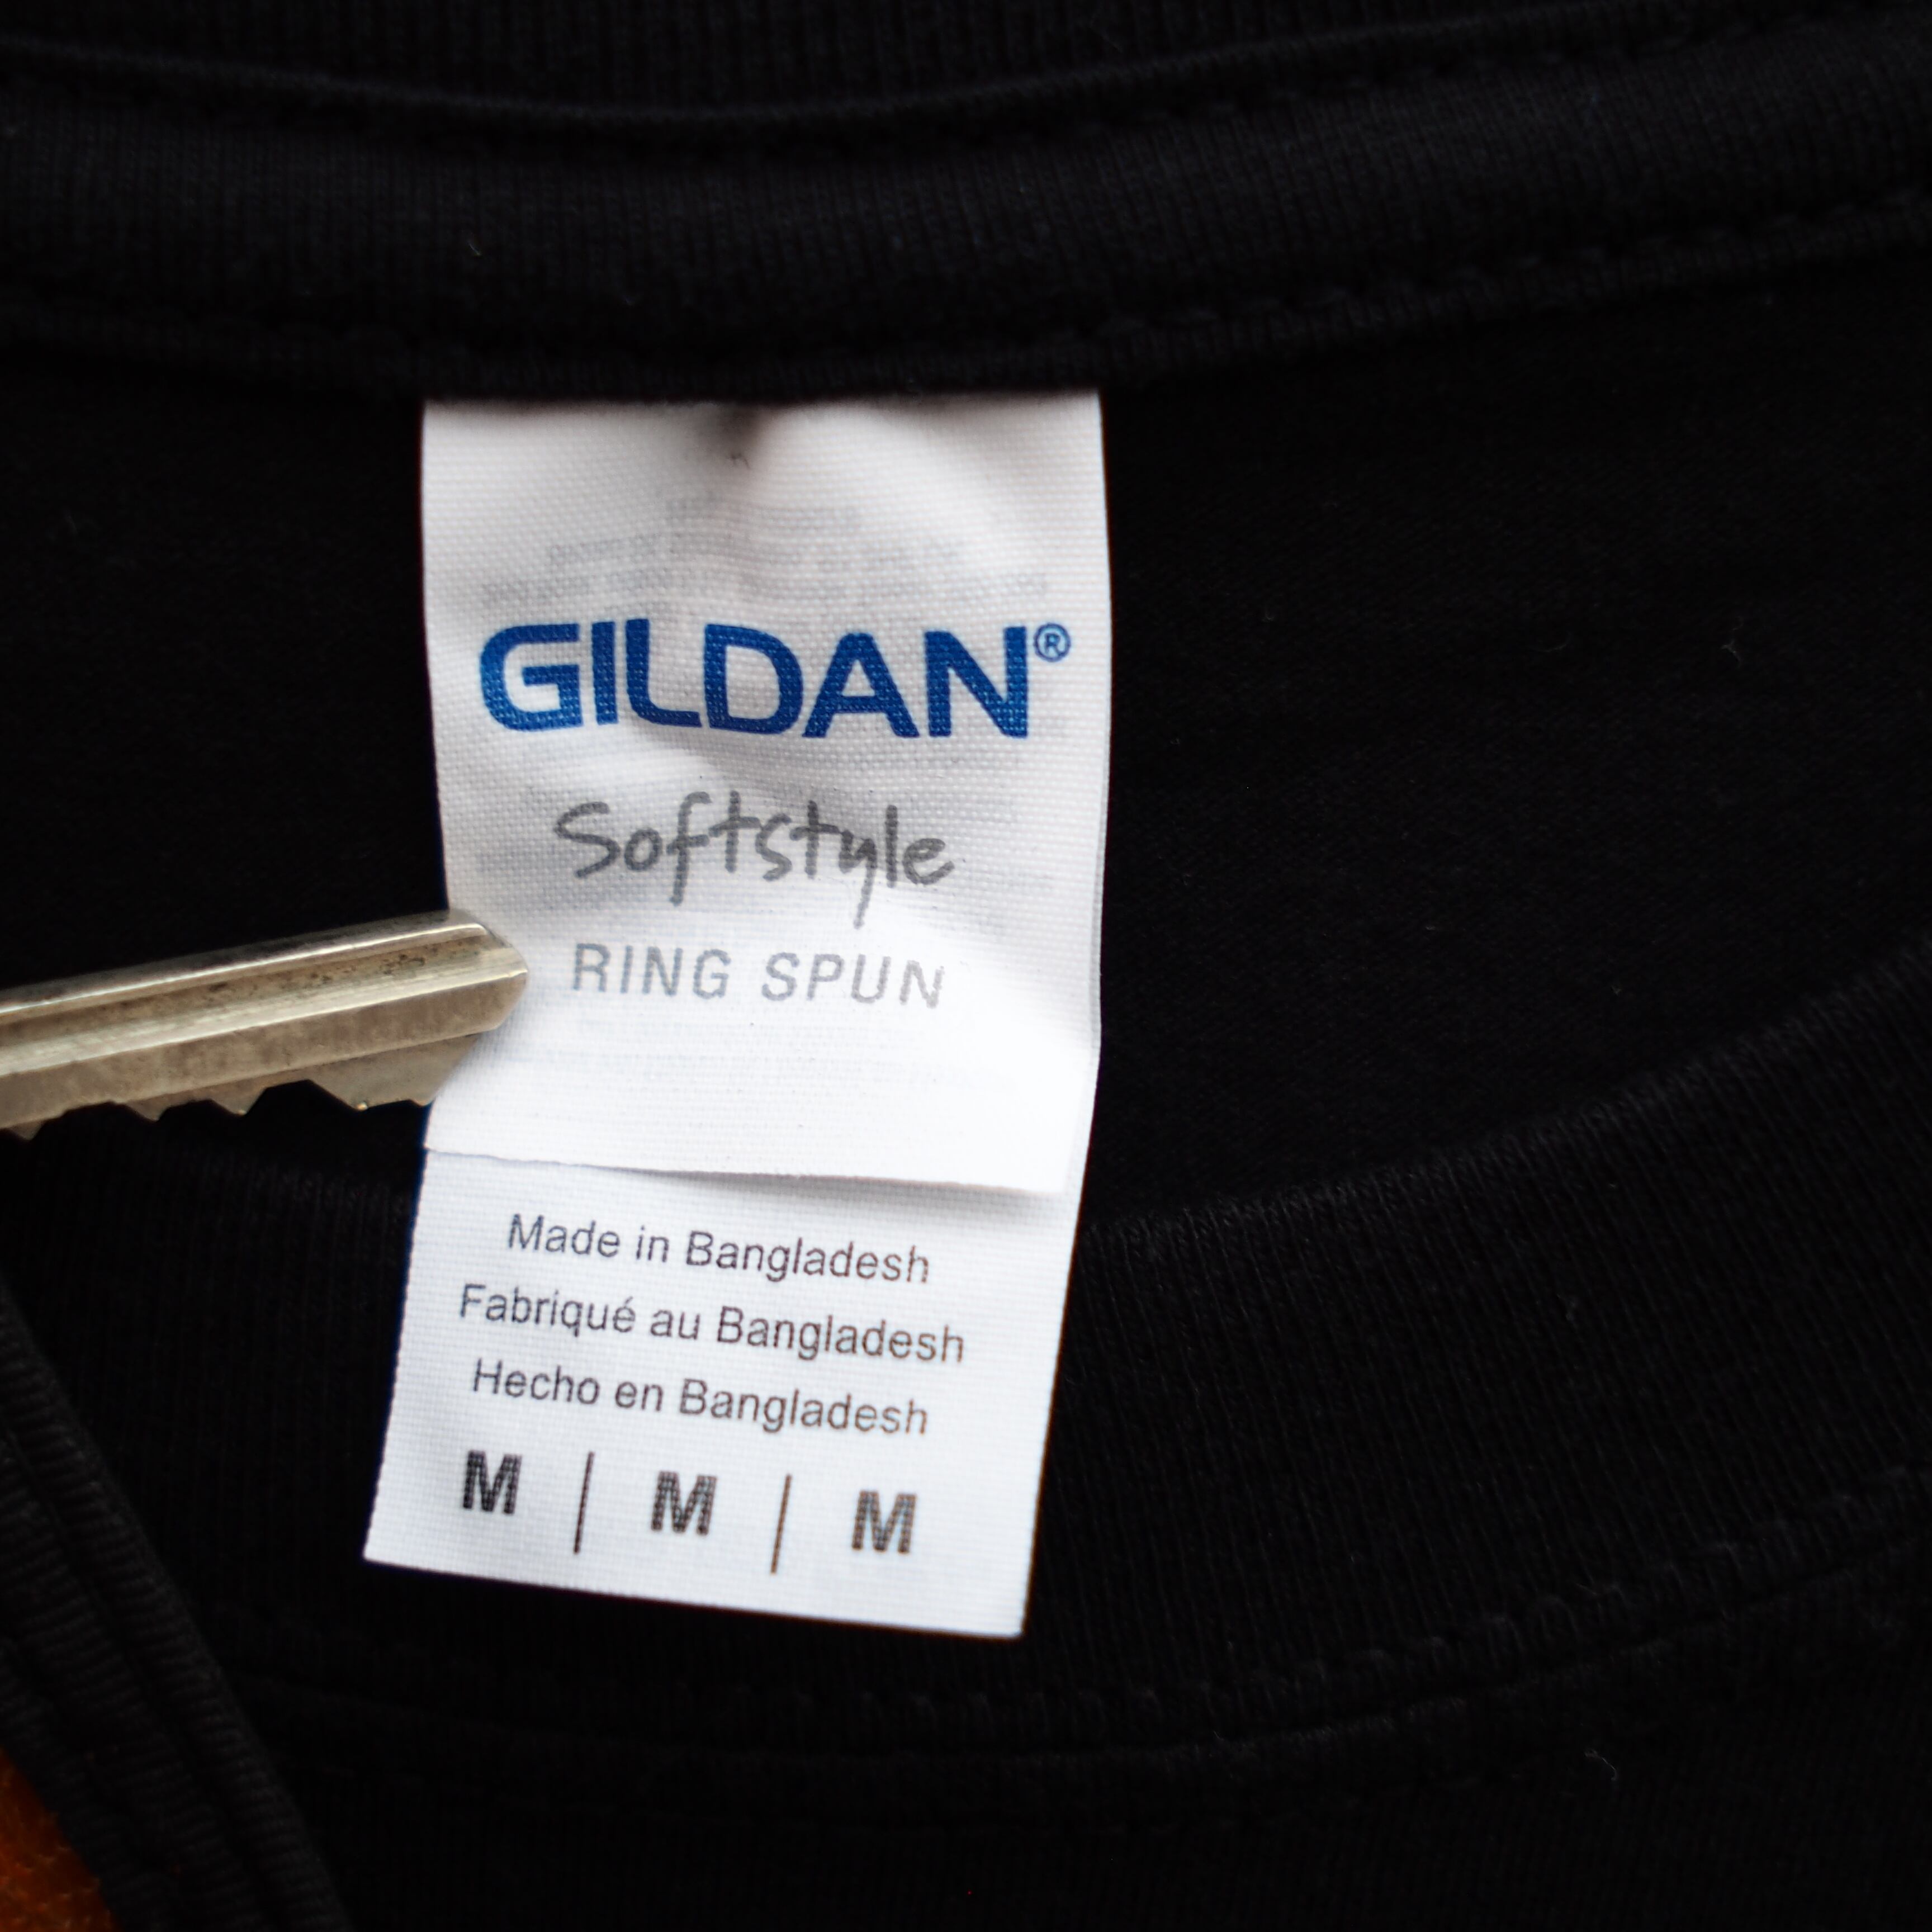 GILDAN®
Softstyle
RING SPUN
Made in Bangladesh
Fabriqué au Bangladesh
Hecho en Bangladesh
M | M | M